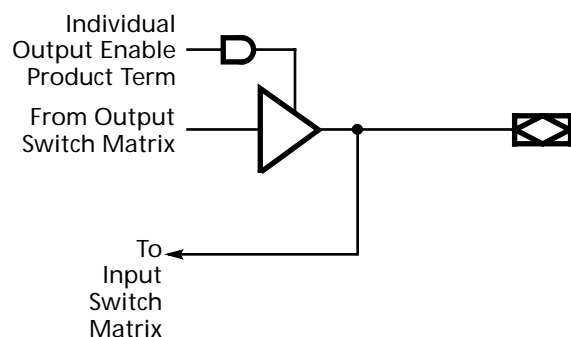 Individual
Output Enable
Product Term
From Output
Switch Matrix
To
Input
Switch
Matrix